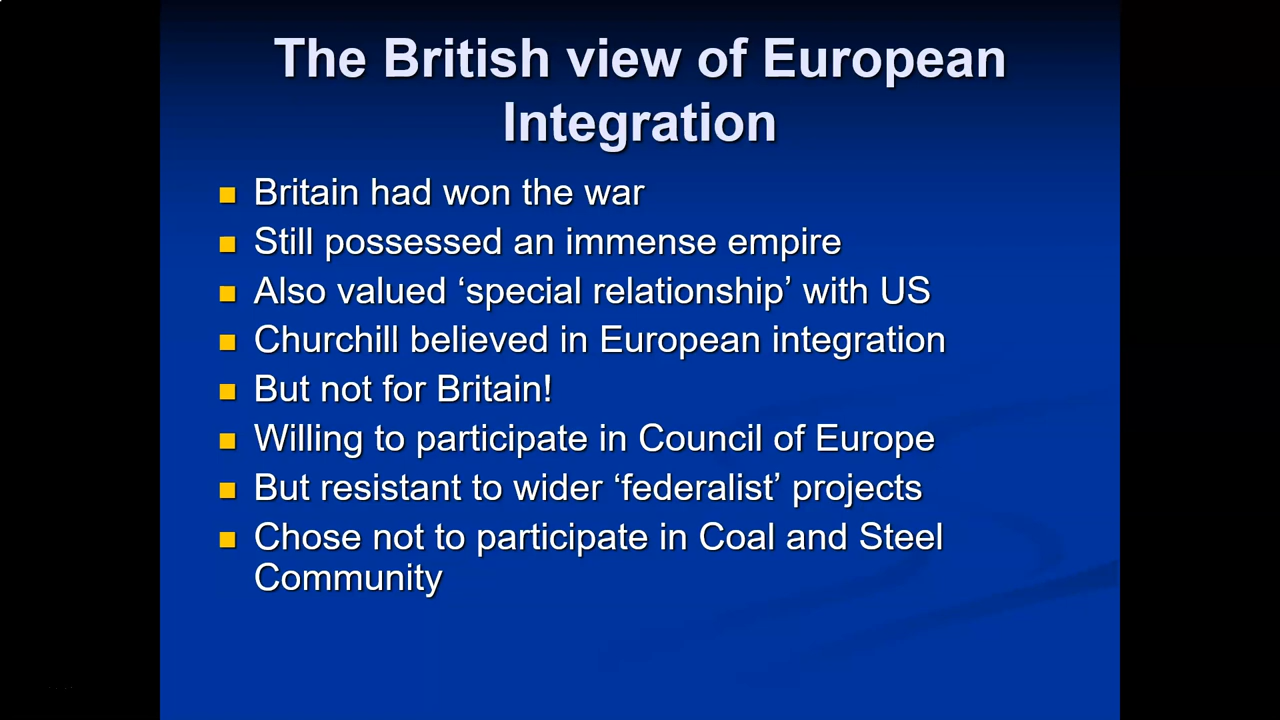 The British view of European
Integration
Britain had won the war
Still possessed an immense empire
Also valued ‘special relationship’ with US
Churchill believed in European integration
But not for Britain!
Willing to participate in Council of Europe
But resistant to wider ‘federalist’ projects
Chose not to participate in Coal and Steel
Community